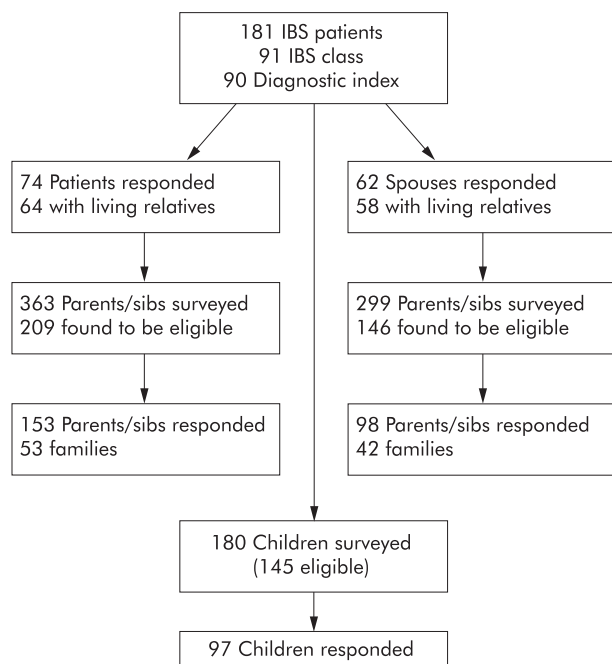 181 IBS patients
91 IBS class
90 Diagnostic index
74 Patients responded
64 with living relatives
62 Spouses responded
58 with living relatives
363 Parents/sibs surveyed
209 found to be eligible
299 Parents/sibs surveyed
146 found to be eligible
153 Parents/sibs responded
53 families
98 Parents/sibs responded
42 families
180 Children surveyed
(145 eligible)
97 Children responded